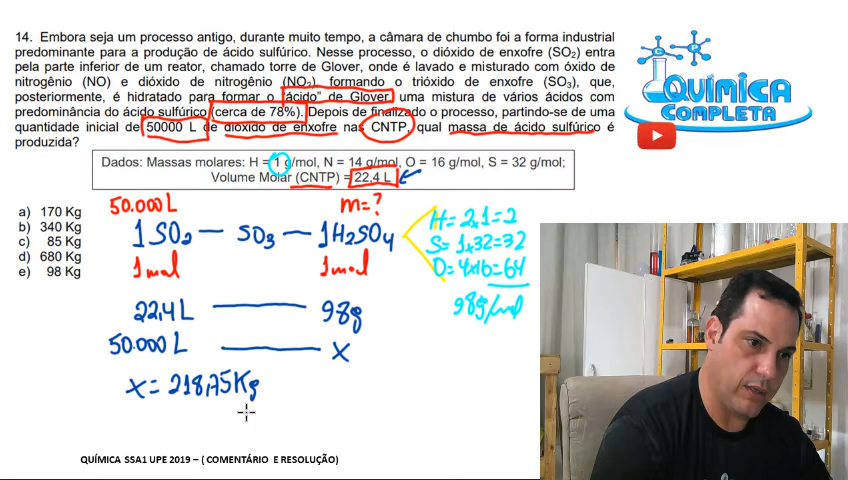 14. Embora seja um processo antigo, durante muito tempo, a câmara de chumbo foi a forma industrial
predominante para a produção de ácido sulfúrico. Nesse processo, o dióxido de enxofre (SO₂) entra
pela parte inferior de um reator, chamado torre de Glover, onde é lavado e misturado com óxido de
nitrogênio (NO) e dióxido de nitrogênio (NO₂), formando o trióxido de enxofre (SO₃), que,
posteriormente, é hidratado para formar o ácido" de Glover, uma mistura de vários ácidos com
predominância do ácido sulfúrico (cerca de 78%). Depois de finalizado o processo, partindo-se de uma
quantidade inicial de 50000 L de dióxido de enxofre nas CNTP, qual massa de ácido sulfúrico é
produzida?
Dados: Massas molares: H = 1 g/mol, N = 14 g/mol, O = 16 g/mol, S = 32 g/mol;
Volume Molar (CNTP) = 22,4 L
a) 170 Kg
b) 340 Kg
c) 85 Kg
d) 680 Kg
e) 98 Kg
50.000 L m=?
1SO₂ — SO₃ — 1H₂SO₄
1mol 1mol
H= 2x1=2
S= 1x32=32
O= 4x16=64
98g/mol
22,4 L — 98g
50.000 L — x
x= 218,75Kg
QUÍMICA
COMPLETA
C C P
QUÍMICA SSA1 UPE 2019 – ( COMENTÁRIO E RESOLUÇÃO)